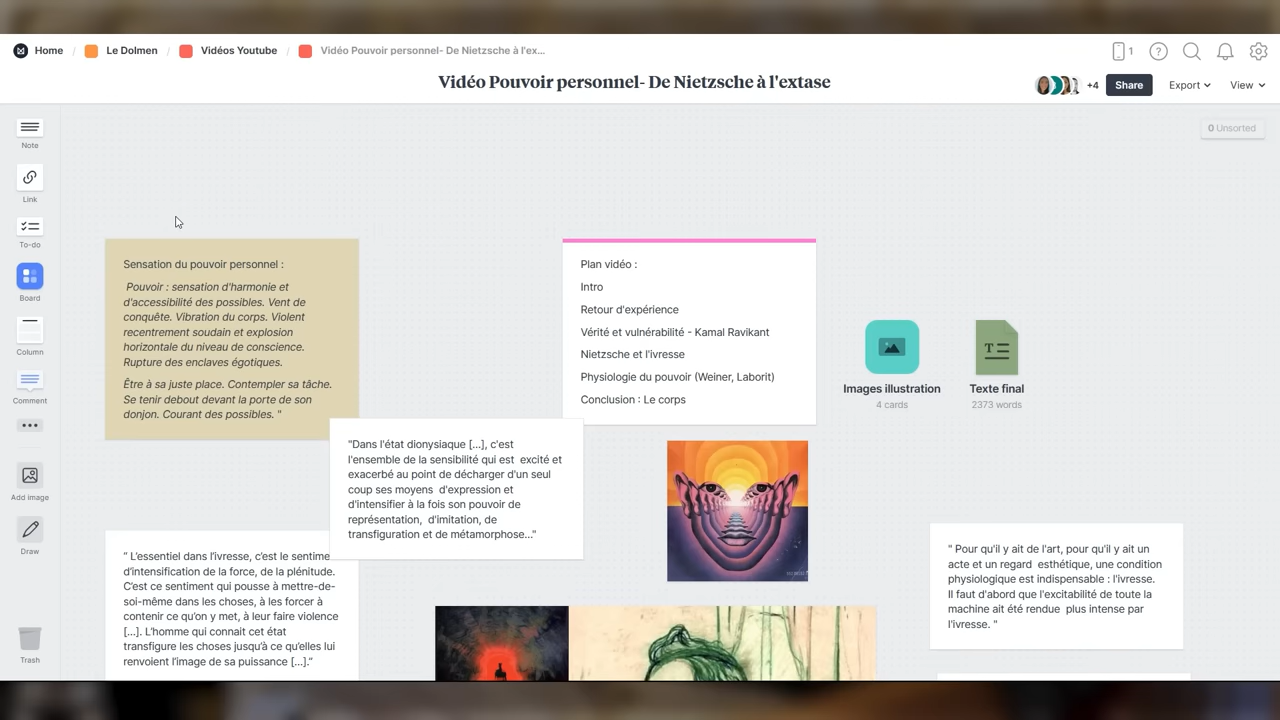 Home / Le Dolmen / Vidéos Youtube / Vidéo Pouvoir personnel- De Nietzsche à l'ex...
1
Vidéo Pouvoir personnel- De Nietzsche à l'extase
+4
Share
Export
View
0 Unsorted
Note
Link
To-do
Board
Column
Comment
Add image
Draw
Trash
Sensation du pouvoir personnel :
Pouvoir : sensation d'harmonie et
d'accessibilité des possibles. Vent de
conquête. Vibration du corps. Violent
recentrement soudain et explosion
horizontale du niveau de conscience.
Rupture des enclaves égotiques.
Être à sa juste place. Contempler sa tâche.
Se tenir debout devant la porte de son
donjon. Courant des possibles. "
Plan vidéo :
Intro
Retour d'expérience
Vérité et vulnérabilité - Kamal Ravikant
Nietzsche et l'ivresse
Physiologie du pouvoir (Weiner, Laborit)
Conclusion : Le corps
Images illustration
4 cards
Texte final
2373 words
"Dans l'état dionysiaque [...], c'est
l'ensemble de la sensibilité qui est excité et
exacerbé au point de décharger d'un seul
coup ses moyens d'expression et
d'intensifier à la fois son pouvoir de
représentation, d'imitation, de
transfiguration et de métamorphose..."
" L'essentiel dans l'ivresse, c'est le sentime
d'intensification de la force, de la plénitude.
C'est ce sentiment qui pousse à mettre-de-
soi-même dans les choses, à les forcer à
contenir ce qu'on y met, à leur faire violence
[...]. L'homme qui connait cet état
transfigure les choses jusqu'à ce qu'elles lui
renvoient l'image de sa puissance [...]."
" Pour qu'il y ait de l'art, pour qu'il y ait un
acte et un regard esthétique, une condition
physiologique est indispensable : l'ivresse.
Il faut d'abord que l'excitabilité de toute la
machine ait été rendue plus intense par
l'ivresse. "